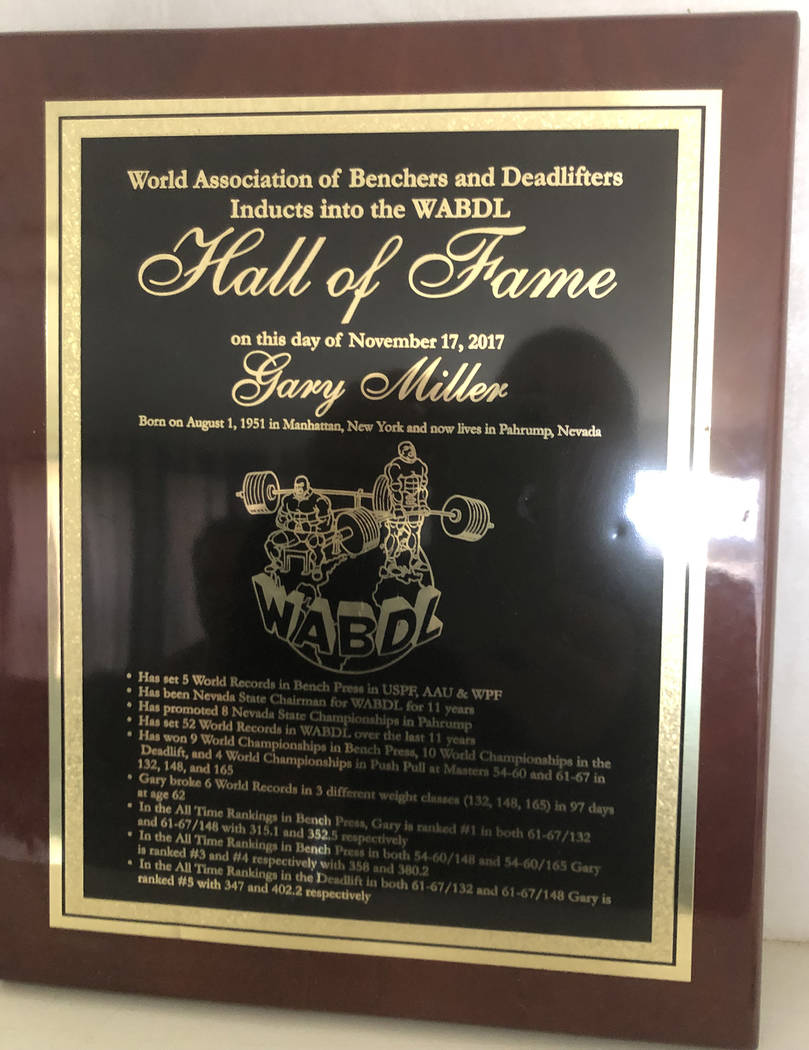 World Association of Benchers and Deadlifters
Inducts into the WABDL
Hall of Fame
on this day of November 17, 2017
Gary Miller
Born on August 1, 1951 in Manhattan, New York and now lives in Pahrump, Nevada
WABDL
• Has set 5 World Records in Bench Press in USPF, AAU & WPF
• Has been Nevada State Chairman for WABDL for 11 years
• Has promoted 8 Nevada State Championships in Pahrump
• Has set 52 World Records in WABDL over the last 11 years
• Has won 9 World Championships in Bench Press, 10 World Championships in the
Deadlift, and 4 World Championships in Push Pull at Masters 54-60 and 61-67 in
132, 148, and 165
• Gary broke 6 World Records in 3 different weight classes (132, 148, 165) in 97 days
at age 62
• In the All Time Rankings in Bench Press, Gary is ranked #1 in both 61-67/132
and 61-67/148 with 315.1 and 352.5 respectively
• In the All Time Rankings in Bench Press in both 54-60/148 and 54-60/165 Gary
is ranked #3 and #4 respectively with 358 and 380.2
• In the All Time Rankings in the Deadlift in both 61-67/132 and 61-67/148 Gary is
ranked #5 with 347 and 402.2 respectively